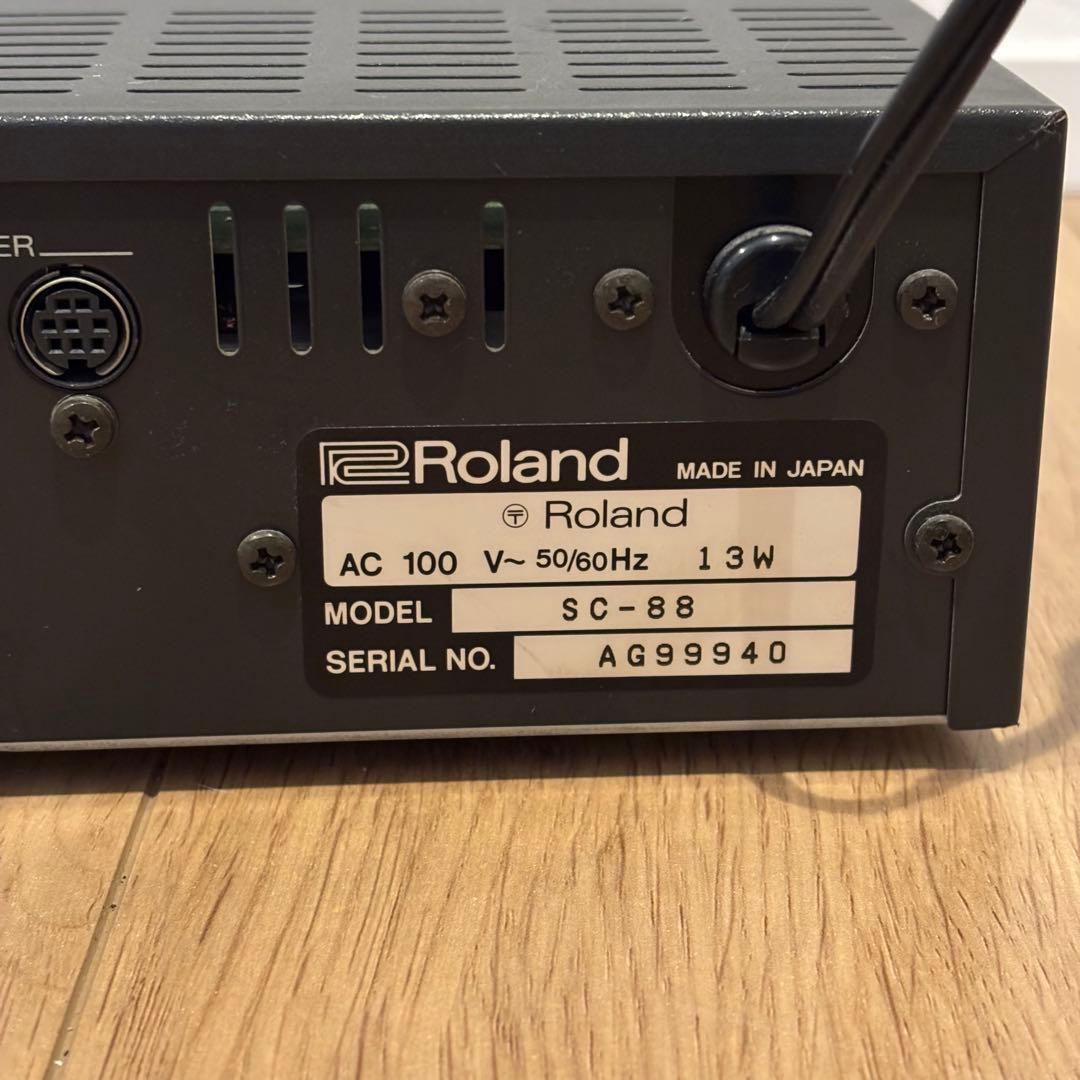 ER
Roland MADE IN JAPAN
〒 Roland
AC 100 V~ 50/60Hz 13W
MODEL SC-88
SERIAL NO. AG99940